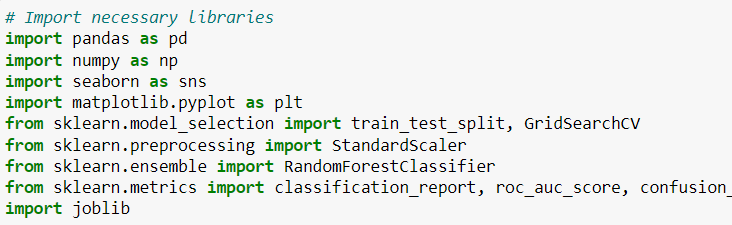 # Import necessary libraries
import pandas as pd
import numpy as np
import seaborn as sns
import matplotlib.pyplot as plt
from sklearn.model_selection import train_test_split, GridSearchCV
from sklearn.preprocessing import StandardScaler
from sklearn.ensemble import RandomForestClassifier
from sklearn.metrics import classification_report, roc_auc_score, confusion_
import joblib